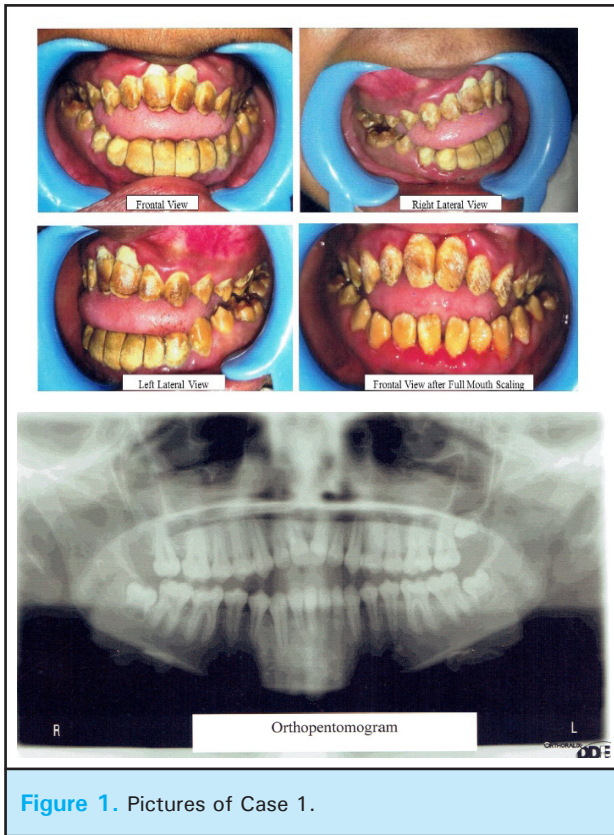 Frontal View
Right Lateral View
Left Lateral View
Frontal View after Full Mouth Scaling
Orthopentomogram
R
L
Figure 1. Pictures of Case 1.